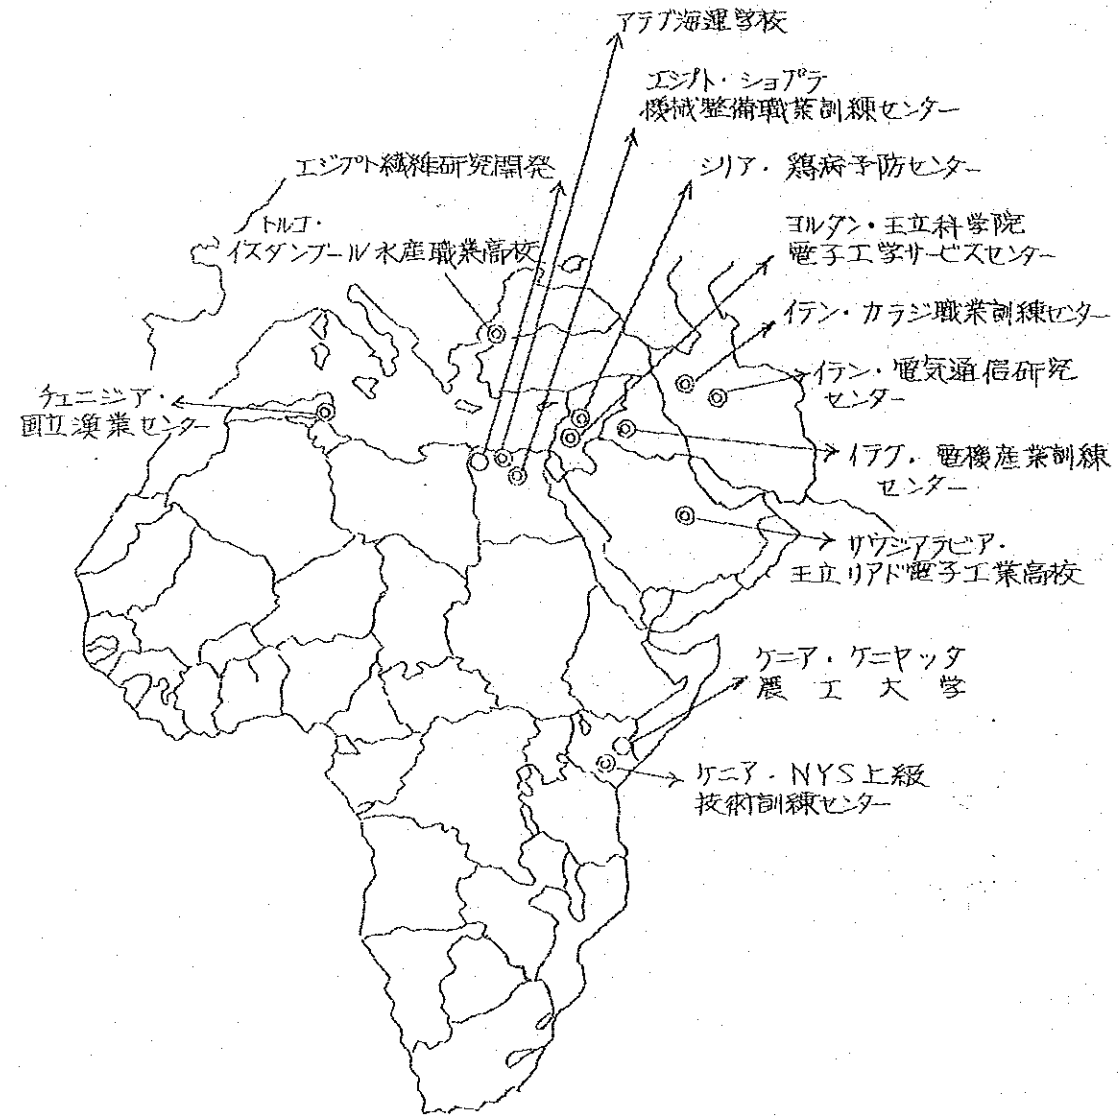 アラブ海運学校
エジプト・ショブラ
機械整備職業訓練センター
エジプト繊維研究開発
シリア・鶏病予防センター
トルコ・
イスタンブール水産職業高校
ヨルダン・王立科学院
電子工学サービスセンター
イラン・カラジ職業訓練センター
イラン・電気通信研究
センター
チュニジア・
国立漁業センター
イラク・電機産業訓練
センター
サウジアラビア・
王立リアド電子工業高校
ケニア・ケニヤッタ
農工大学
ケニア・NYS上級
技術訓練センター